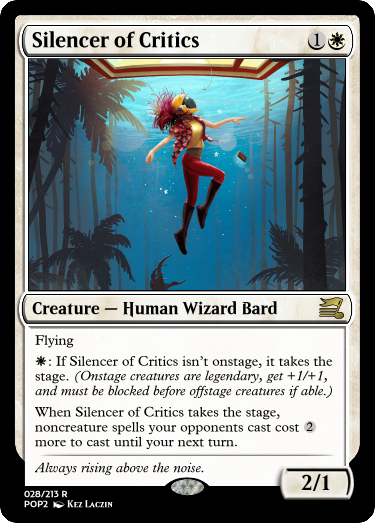 Silencer of Critics 1
Creature — Human Wizard Bard
Flying
: If Silencer of Critics isn't onstage, it takes the
stage. (Onstage creatures are legendary, get +1/+1,
and must be blocked before offstage creatures if able.)
When Silencer of Critics takes the stage,
noncreature spells your opponents cast cost 2
more to cast until your next turn.
Always rising above the noise.
2/1
028/213 R
POP2 Kez Laczin